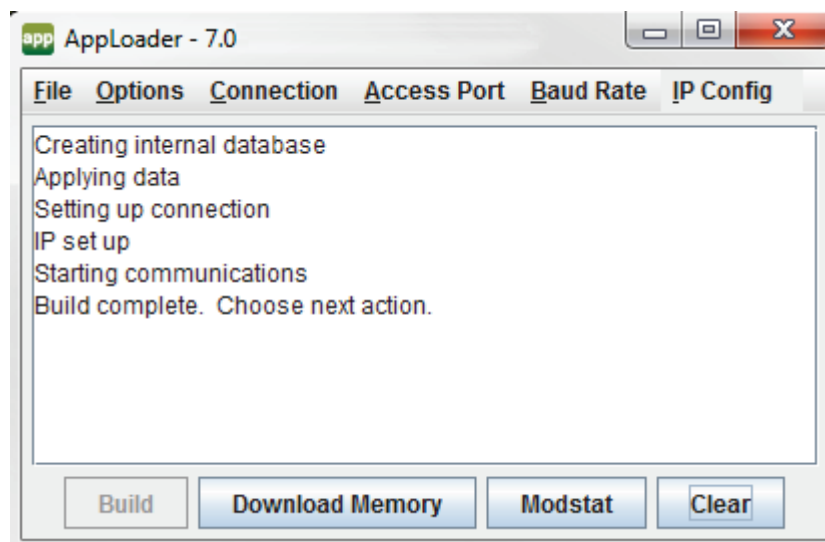 app AppLoader - 7.0
File Options Connection Access Port Baud Rate IP Config
Creating internal database
Applying data
Setting up connection
IP set up
Starting communications
Build complete.  Choose next action.
Build Download Memory Modstat Clear